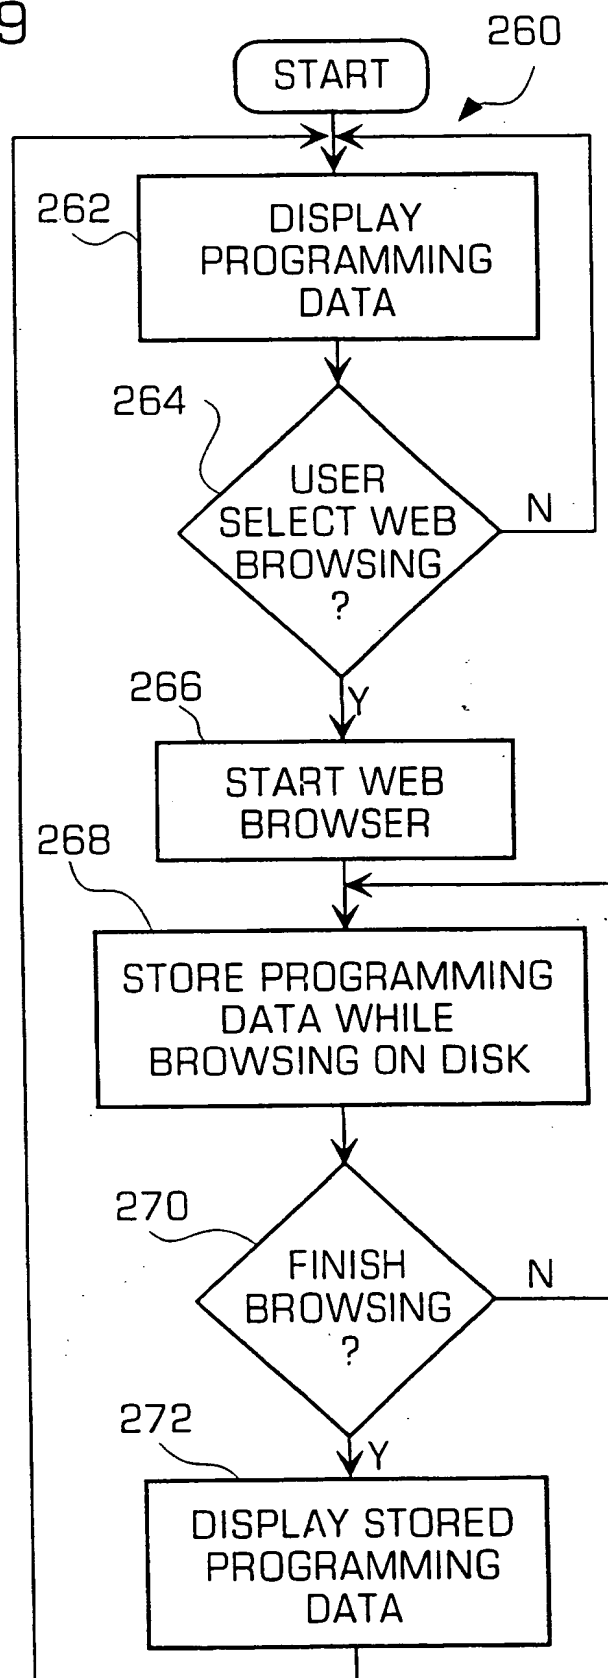 9
260
START
262
DISPLAY
PROGRAMMING
DATA
264
USER
SELECT WEB
BROWSING
?
N
Y
266
START WEB
BROWSER
268
STORE PROGRAMMING
DATA WHILE
BROWSING ON DISK
270
FINISH
BROWSING
?
N
Y
272
DISPLAY STORED
PROGRAMMING
DATA